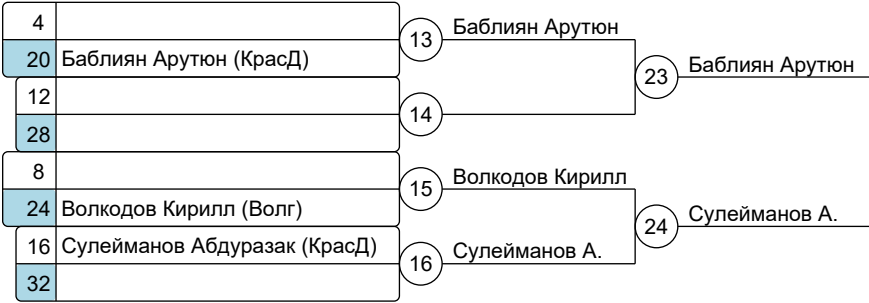 4
13
Баблиян Арутюн
20 Баблиян Арутюн (КрасД)
23
Баблиян Арутюн
12
14
28
8
15
Волкодов Кирилл
24 Волкодов Кирилл (Волг)
24
Сулейманов А.
16 Сулейманов Абдуразак (КрасД)
16
Сулейманов А.
32